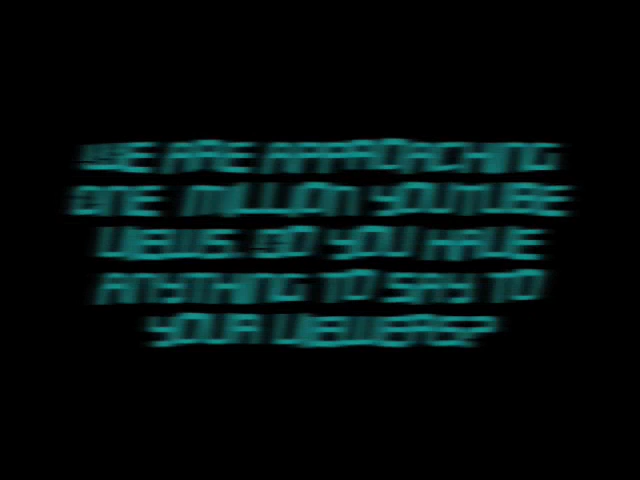 WE ARE APPROACHING
ONE MILLION YOUTUBE
VIEWS. DO YOU HAVE
ANYTHING TO SAY TO
YOUR VIEWERS?